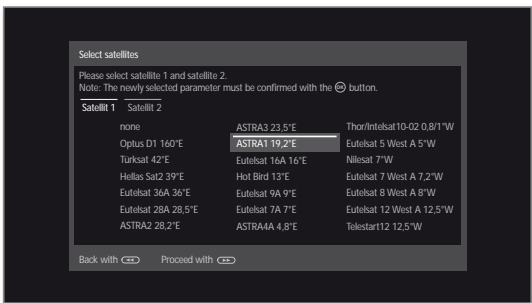 Select satellites
Please select satellite 1 and satellite 2.
Note: The newly selected parameter must be confirmed with the OK button.
Satellit 1 Satellit 2
none ASTRA3 23,5°E Thor/Intelsat10-02 0,8/1°W
Optus D1 160°E ASTRA1 19,2°E Eutelsat 5 West A 5°W
Türksat 42°E Eutelsat 16A 16°E Nilesat 7°W
Hellas Sat2 39°E Hot Bird 13°E Eutelsat 7 West A 7,2°W
Eutelsat 36A 36°E Eutelsat 9A 9°E Eutelsat 8 West A 8°W
Eutelsat 28A 28,5°E Eutelsat 7A 7°E Eutelsat 12 West A 12,5°W
ASTRA2 28,2°E ASTRA4A 4,8°E Telestart12 12,5°W
Back with Proceed with